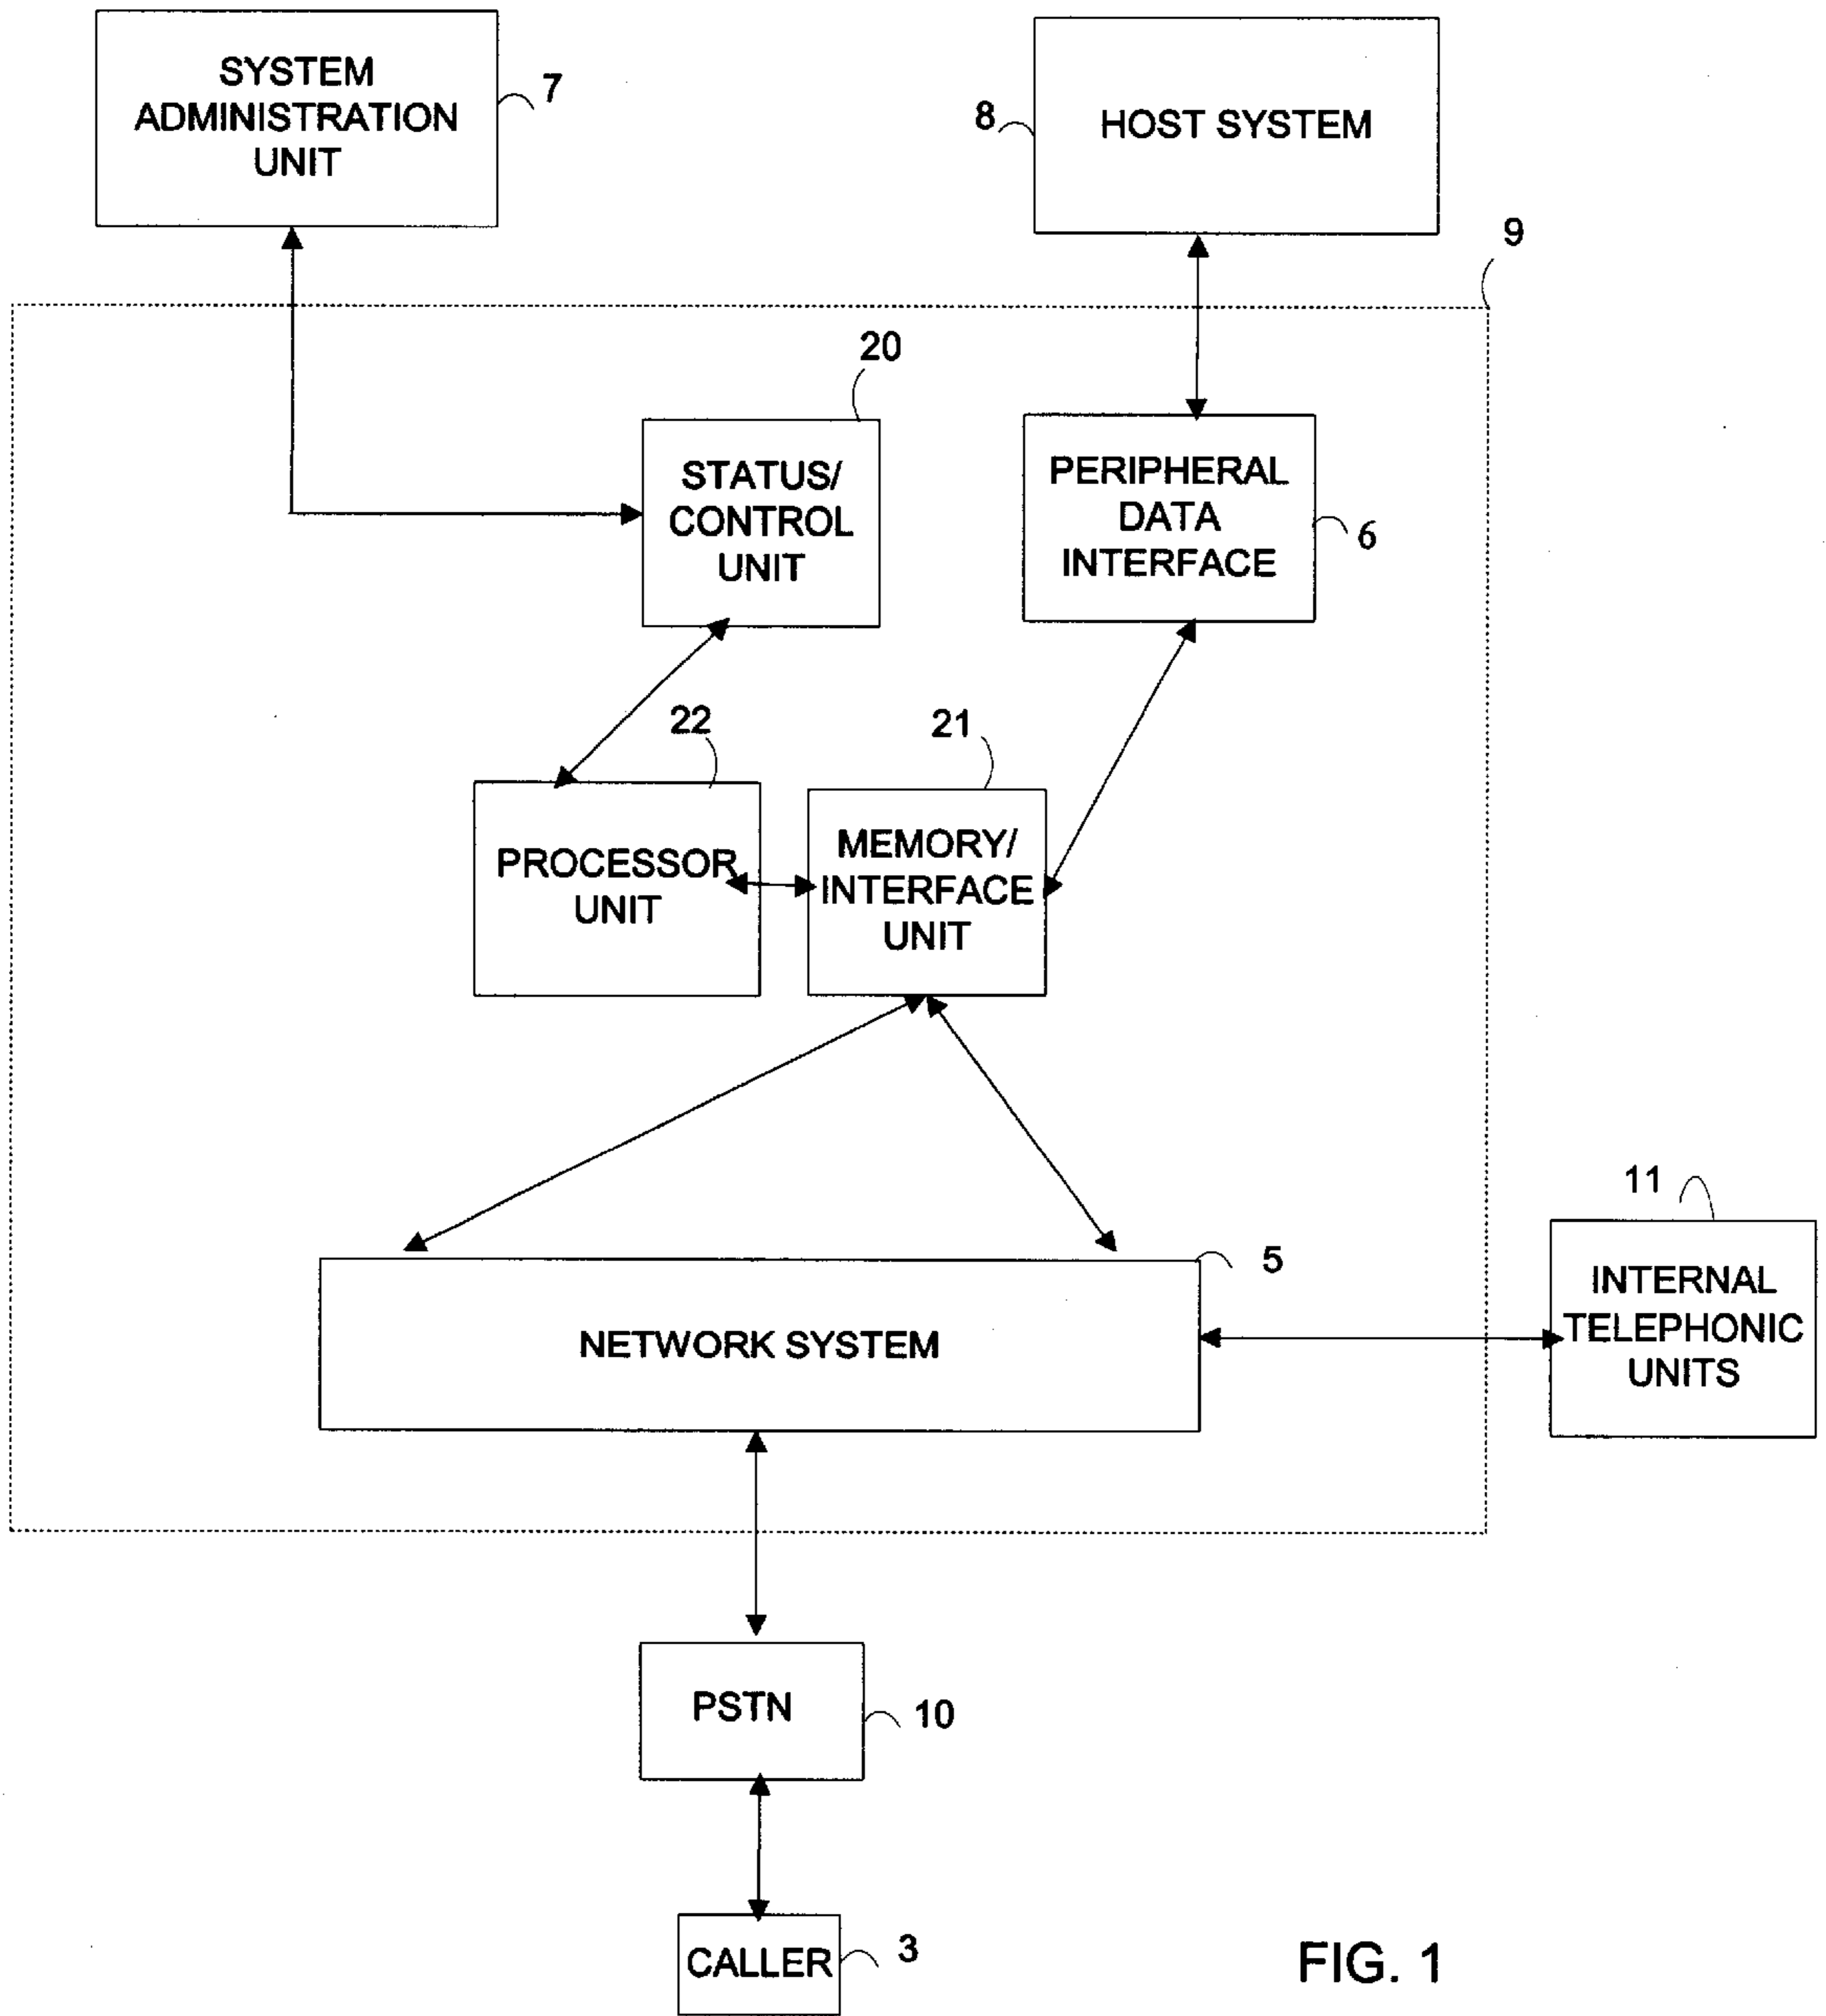 SYSTEM
ADMINISTRATION
UNIT
7
8
HOST SYSTEM
9
20
STATUS/
CONTROL
UNIT
PERIPHERAL
DATA
INTERFACE
6
22
21
PROCESSOR
UNIT
MEMORY/
INTERFACE
UNIT
11
5
NETWORK SYSTEM
INTERNAL
TELEPHONIC
UNITS
PSTN
10
CALLER
3
FIG. 1